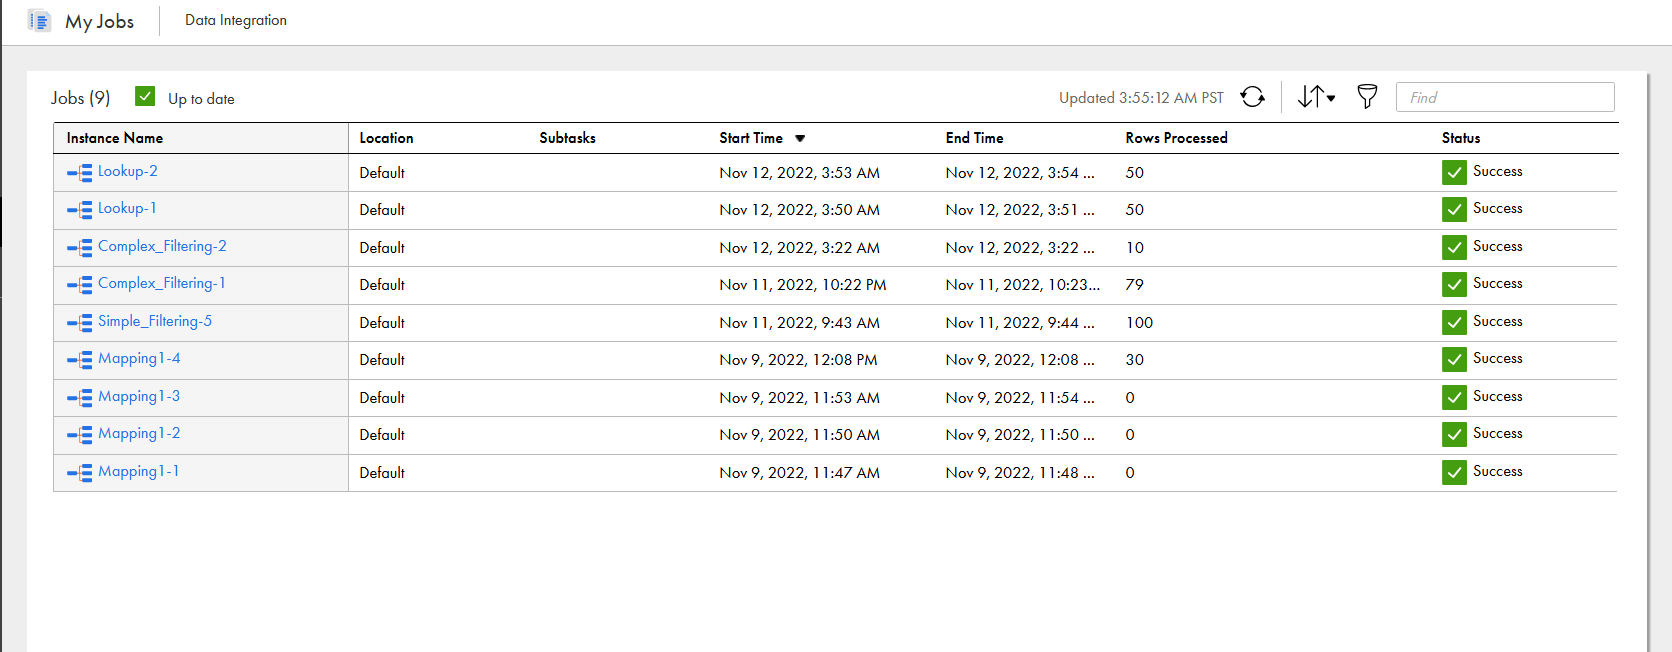 My Jobs Data Integration
Jobs (9) Up to date Updated 3:55:12 AM PST Find
Instance Name Location Subtasks Start Time End Time Rows Processed Status
Lookup-2 Default Nov 12, 2022, 3:53 AM Nov 12, 2022, 3:54 ... 50 Success
Lookup-1 Default Nov 12, 2022, 3:50 AM Nov 12, 2022, 3:51 ... 50 Success
Complex_Filtering-2 Default Nov 12, 2022, 3:22 AM Nov 12, 2022, 3:22 ... 10 Success
Complex_Filtering-1 Default Nov 11, 2022, 10:22 PM Nov 11, 2022, 10:23... 79 Success
Simple_Filtering-5 Default Nov 11, 2022, 9:43 AM Nov 11, 2022, 9:44 ... 100 Success
Mapping1-4 Default Nov 9, 2022, 12:08 PM Nov 9, 2022, 12:08 ... 30 Success
Mapping1-3 Default Nov 9, 2022, 11:53 AM Nov 9, 2022, 11:54 ... 0 Success
Mapping1-2 Default Nov 9, 2022, 11:50 AM Nov 9, 2022, 11:50 ... 0 Success
Mapping1-1 Default Nov 9, 2022, 11:47 AM Nov 9, 2022, 11:48 ... 0 Success